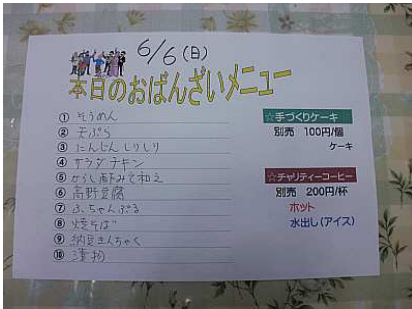 6/6(日)
本日のおばんざいメニュー
① そうめん
② 天ぷら
③ にんじんしりしり
④ サラダチキン
⑤ からし酢みそ和え
⑥ 高野豆腐
⑦ ふちゃんぷる
⑧ 焼そば
⑨ 納豆きんちゃく
⑩ 漬物
☆手づくりケーキ
別売 100円/個
ケーキ
☆チャリティーコーヒー
別売 200円/杯
ホット
水出し(アイス)